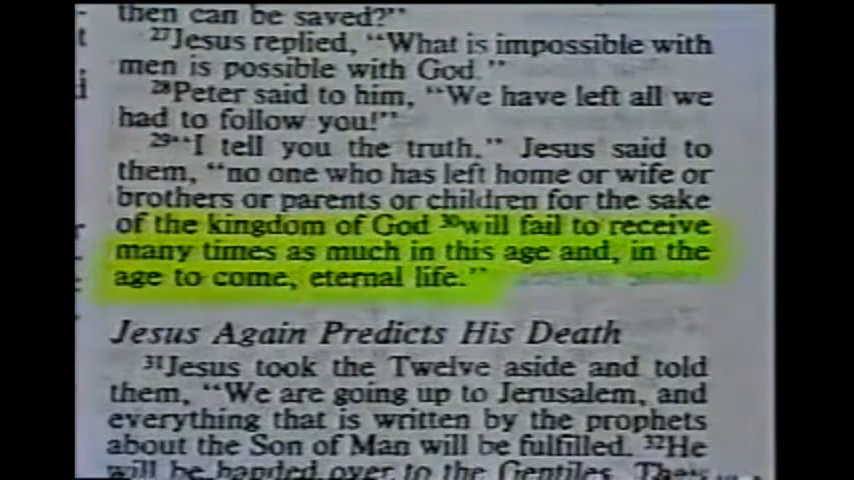 then can be saved?"
27Jesus replied, "What is impossible with
men is possible with God."
28Peter said to him, "We have left all we
had to follow you!"
29"I tell you the truth," Jesus said to
them, "no one who has left home or wife or
brothers or parents or children for the sake
of the kingdom of God 30will fail to receive
many times as much in this age and, in the
age to come, eternal life."
Jesus Again Predicts His Death
31Jesus took the Twelve aside and told
them, "We are going up to Jerusalem, and
everything that is written by the prophets
about the Son of Man will be fulfilled. 32He
will be handed over to the Gentiles.